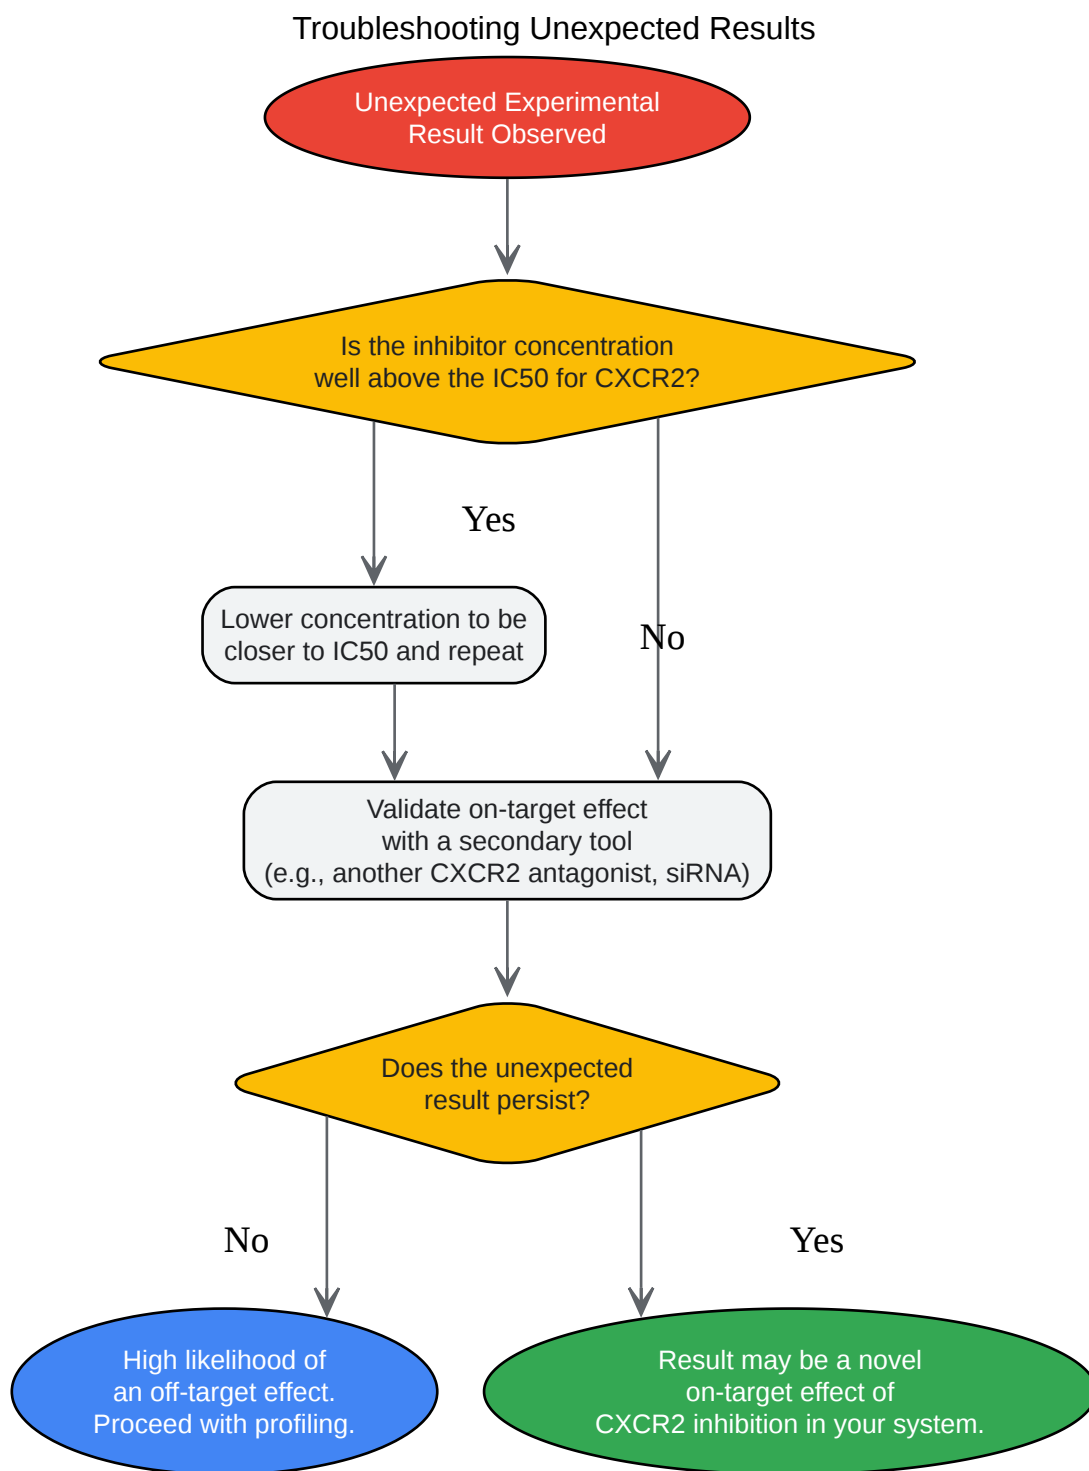 Troubleshooting Unexpected Results
Unexpected Experimental
Result Observed
Is the inhibitor concentration
well above the IC50 for CXCR2?
Yes
Lower concentration to be
closer to IC50 and repeat
No
Validate on-target effect
with a secondary tool
(e.g., another CXCR2 antagonist, siRNA)
Does the unexpected
result persist?
No
Yes
High likelihood of
an off-target effect.
Proceed with profiling.
Result may be a novel
on-target effect of
CXCR2 inhibition in your system.